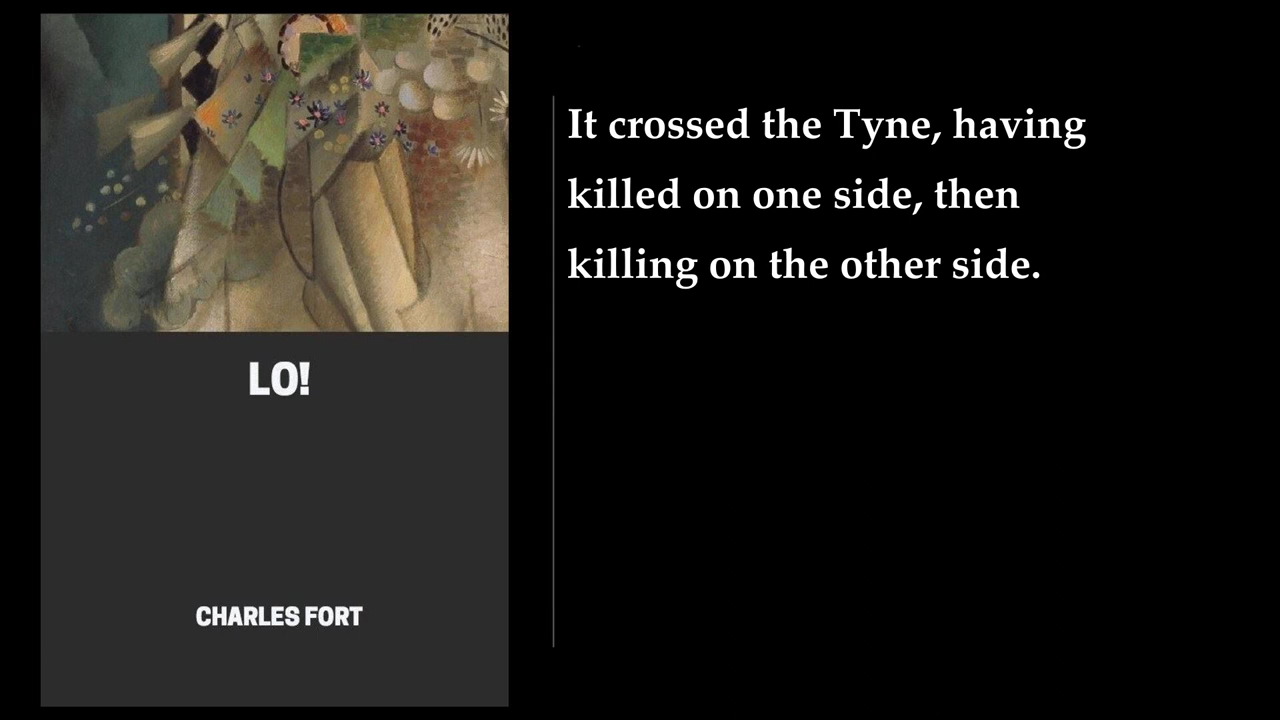 LO!
CHARLES FORT
It crossed the Tyne, having
killed on one side, then
killing on the other side.